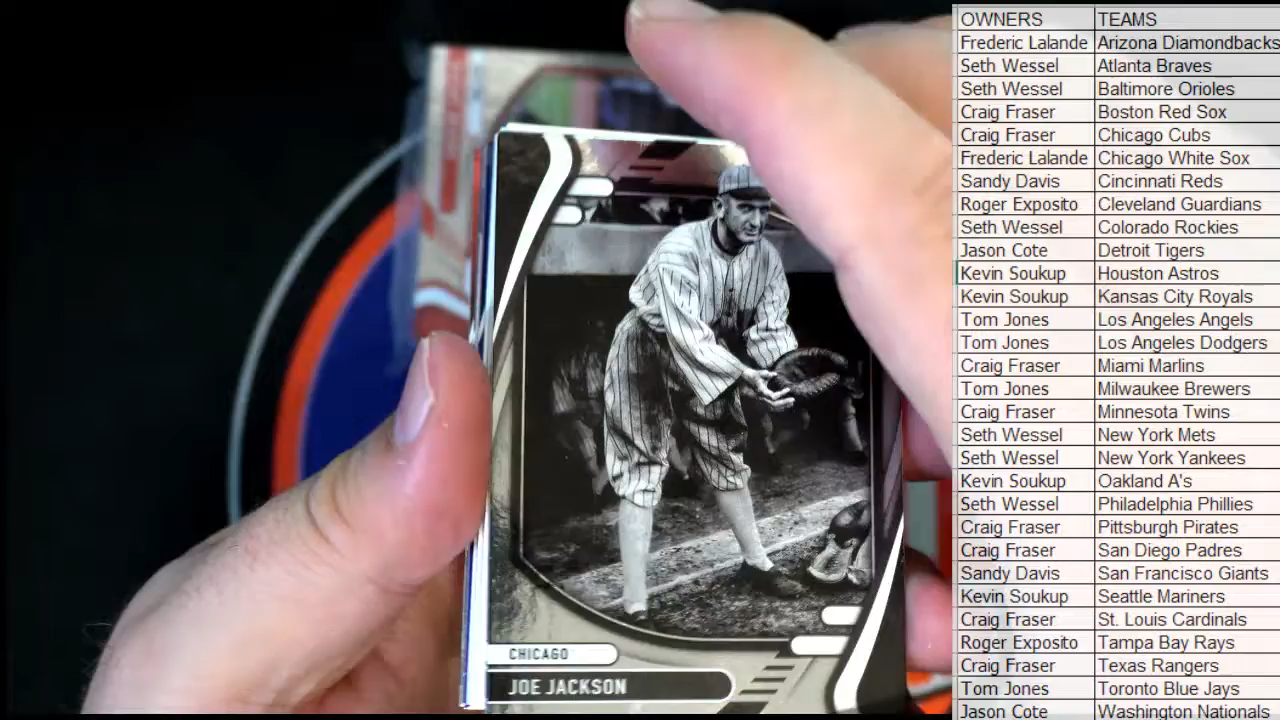 CHICAGO
JOE JACKSON
OWNERS TEAMS
Frederic Lalande Arizona Diamondbacks
Seth Wessel Atlanta Braves
Seth Wessel Baltimore Orioles
Craig Fraser Boston Red Sox
Craig Fraser Chicago Cubs
Frederic Lalande Chicago White Sox
Sandy Davis Cincinnati Reds
Roger Exposito Cleveland Guardians
Seth Wessel Colorado Rockies
Jason Cote Detroit Tigers
Kevin Soukup Houston Astros
Kevin Soukup Kansas City Royals
Tom Jones Los Angeles Angels
Tom Jones Los Angeles Dodgers
Craig Fraser Miami Marlins
Tom Jones Milwaukee Brewers
Craig Fraser Minnesota Twins
Seth Wessel New York Mets
Seth Wessel New York Yankees
Kevin Soukup Oakland A's
Seth Wessel Philadelphia Phillies
Craig Fraser Pittsburgh Pirates
Craig Fraser San Diego Padres
Sandy Davis San Francisco Giants
Kevin Soukup Seattle Mariners
Craig Fraser St. Louis Cardinals
Roger Exposito Tampa Bay Rays
Craig Fraser Texas Rangers
Tom Jones Toronto Blue Jays
Jason Cote Washington Nationals